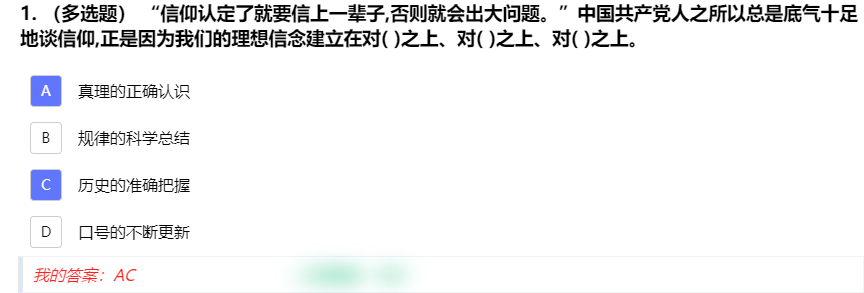 1. （多选题） “信仰认定了就要信上一辈子,否则就会出大问题。”中国共产党人之所以总是底气十足
地谈信仰,正是因为我们的理想信念建立在对( )之上、对( )之上、对( )之上。
A 真理的正确认识
B 规律的科学总结
C 历史的准确把握
D 口号的不断更新
我的答案：AC